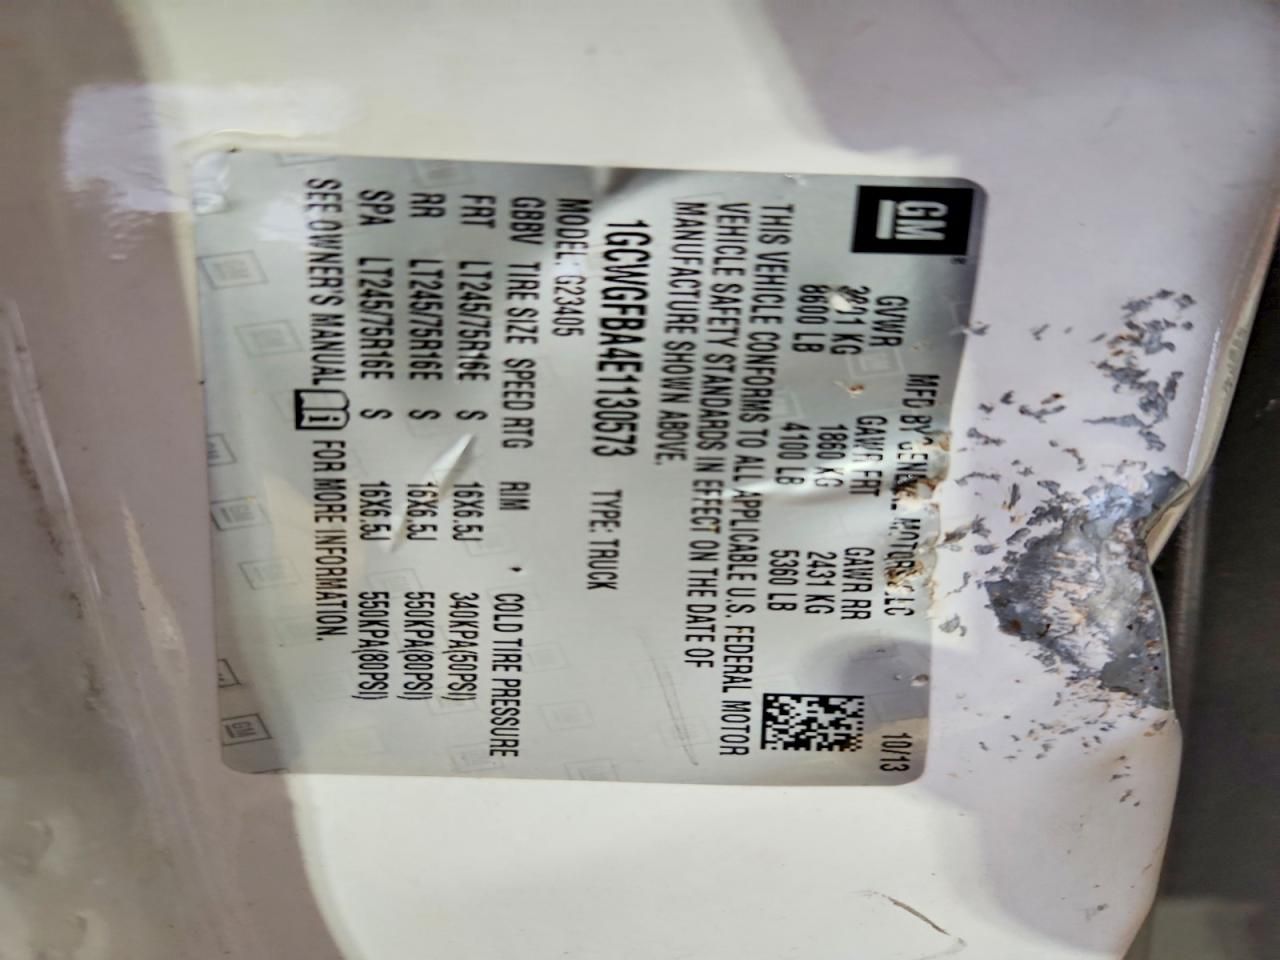 GM
MFD BY GENERAL MOTORS LLC
10/13
GVWR GAWR FRT GAWR RR
3901 KG 1860 KG 2431 KG
8600 LB 4100 LB 5360 LB
THIS VEHICLE CONFORMS TO ALL APPLICABLE U.S. FEDERAL MOTOR
VEHICLE SAFETY STANDARDS IN EFFECT ON THE DATE OF
MANUFACTURE SHOWN ABOVE.
1GCWGFBA4E1130573 TYPE: TRUCK
MODEL: G23405
GBBV TIRE SIZE SPEED RTG RIM COLD TIRE PRESSURE
FRT LT245/75R16E S 16X6.5J 340KPA(50PSI)
RR LT245/75R16E S 16X6.5J 550KPA(80PSI)
SPA LT245/75R16E S 16X6.5J 550KPA(80PSI)
SEE OWNER'S MANUAL i FOR MORE INFORMATION.